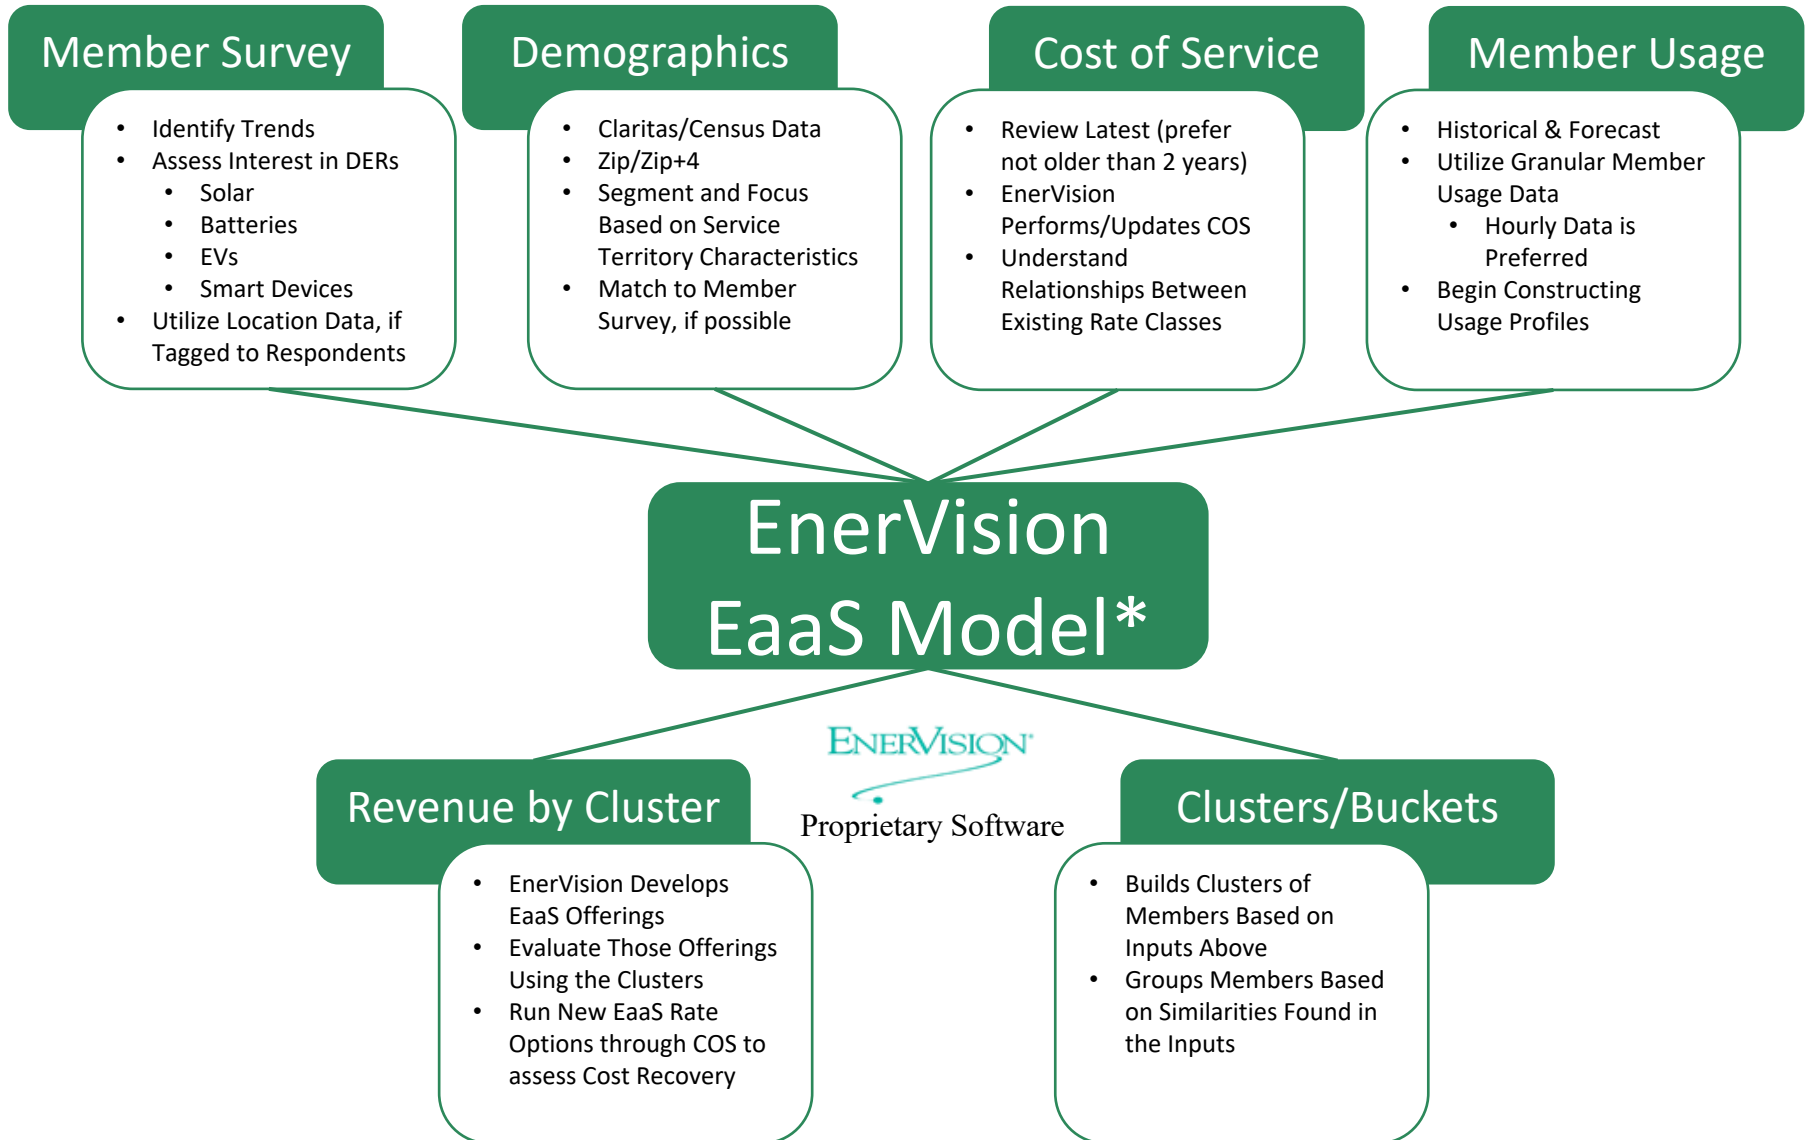 Member Survey
• Identify Trends
• Assess Interest in DERs
• Solar
• Batteries
• EVs
• Smart Devices
• Utilize Location Data, if
Tagged to Respondents
Demographics
• Claritas/Census Data
• Zip/Zip+4
• Segment and Focus
Based on Service
Territory Characteristics
• Match to Member
Survey, if possible
Cost of Service
• Review Latest (prefer
not older than 2 years)
• EnerVision
Performs/Updates COS
• Understand
Relationships Between
Existing Rate Classes
Member Usage
• Historical & Forecast
• Utilize Granular Member
Usage Data
• Hourly Data is
Preferred
• Begin Constructing
Usage Profiles
EnerVision
EaaS Model*
ENERVISION®
Proprietary Software
Revenue by Cluster
• EnerVision Develops
EaaS Offerings
• Evaluate Those Offerings
Using the Clusters
• Run New EaaS Rate
Options through COS to
assess Cost Recovery
Clusters/Buckets
• Builds Clusters of
Members Based on
Inputs Above
• Groups Members Based
on Similarities Found in
the Inputs